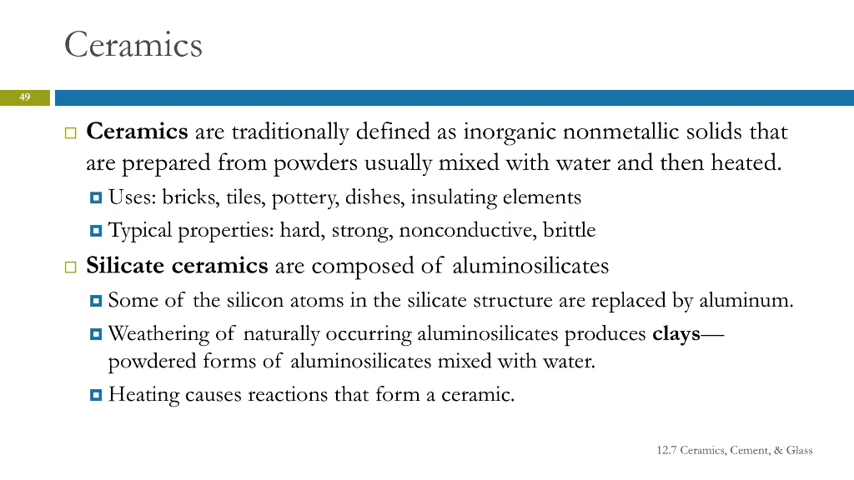 Ceramics
49
Ceramics are traditionally defined as inorganic nonmetallic solids that
are prepared from powders usually mixed with water and then heated.
Uses: bricks, tiles, pottery, dishes, insulating elements
Typical properties: hard, strong, nonconductive, brittle
Silicate ceramics are composed of aluminosilicates
Some of the silicon atoms in the silicate structure are replaced by aluminum.
Weathering of naturally occurring aluminosilicates produces clays—
powdered forms of aluminosilicates mixed with water.
Heating causes reactions that form a ceramic.
12.7 Ceramics, Cement, & Glass